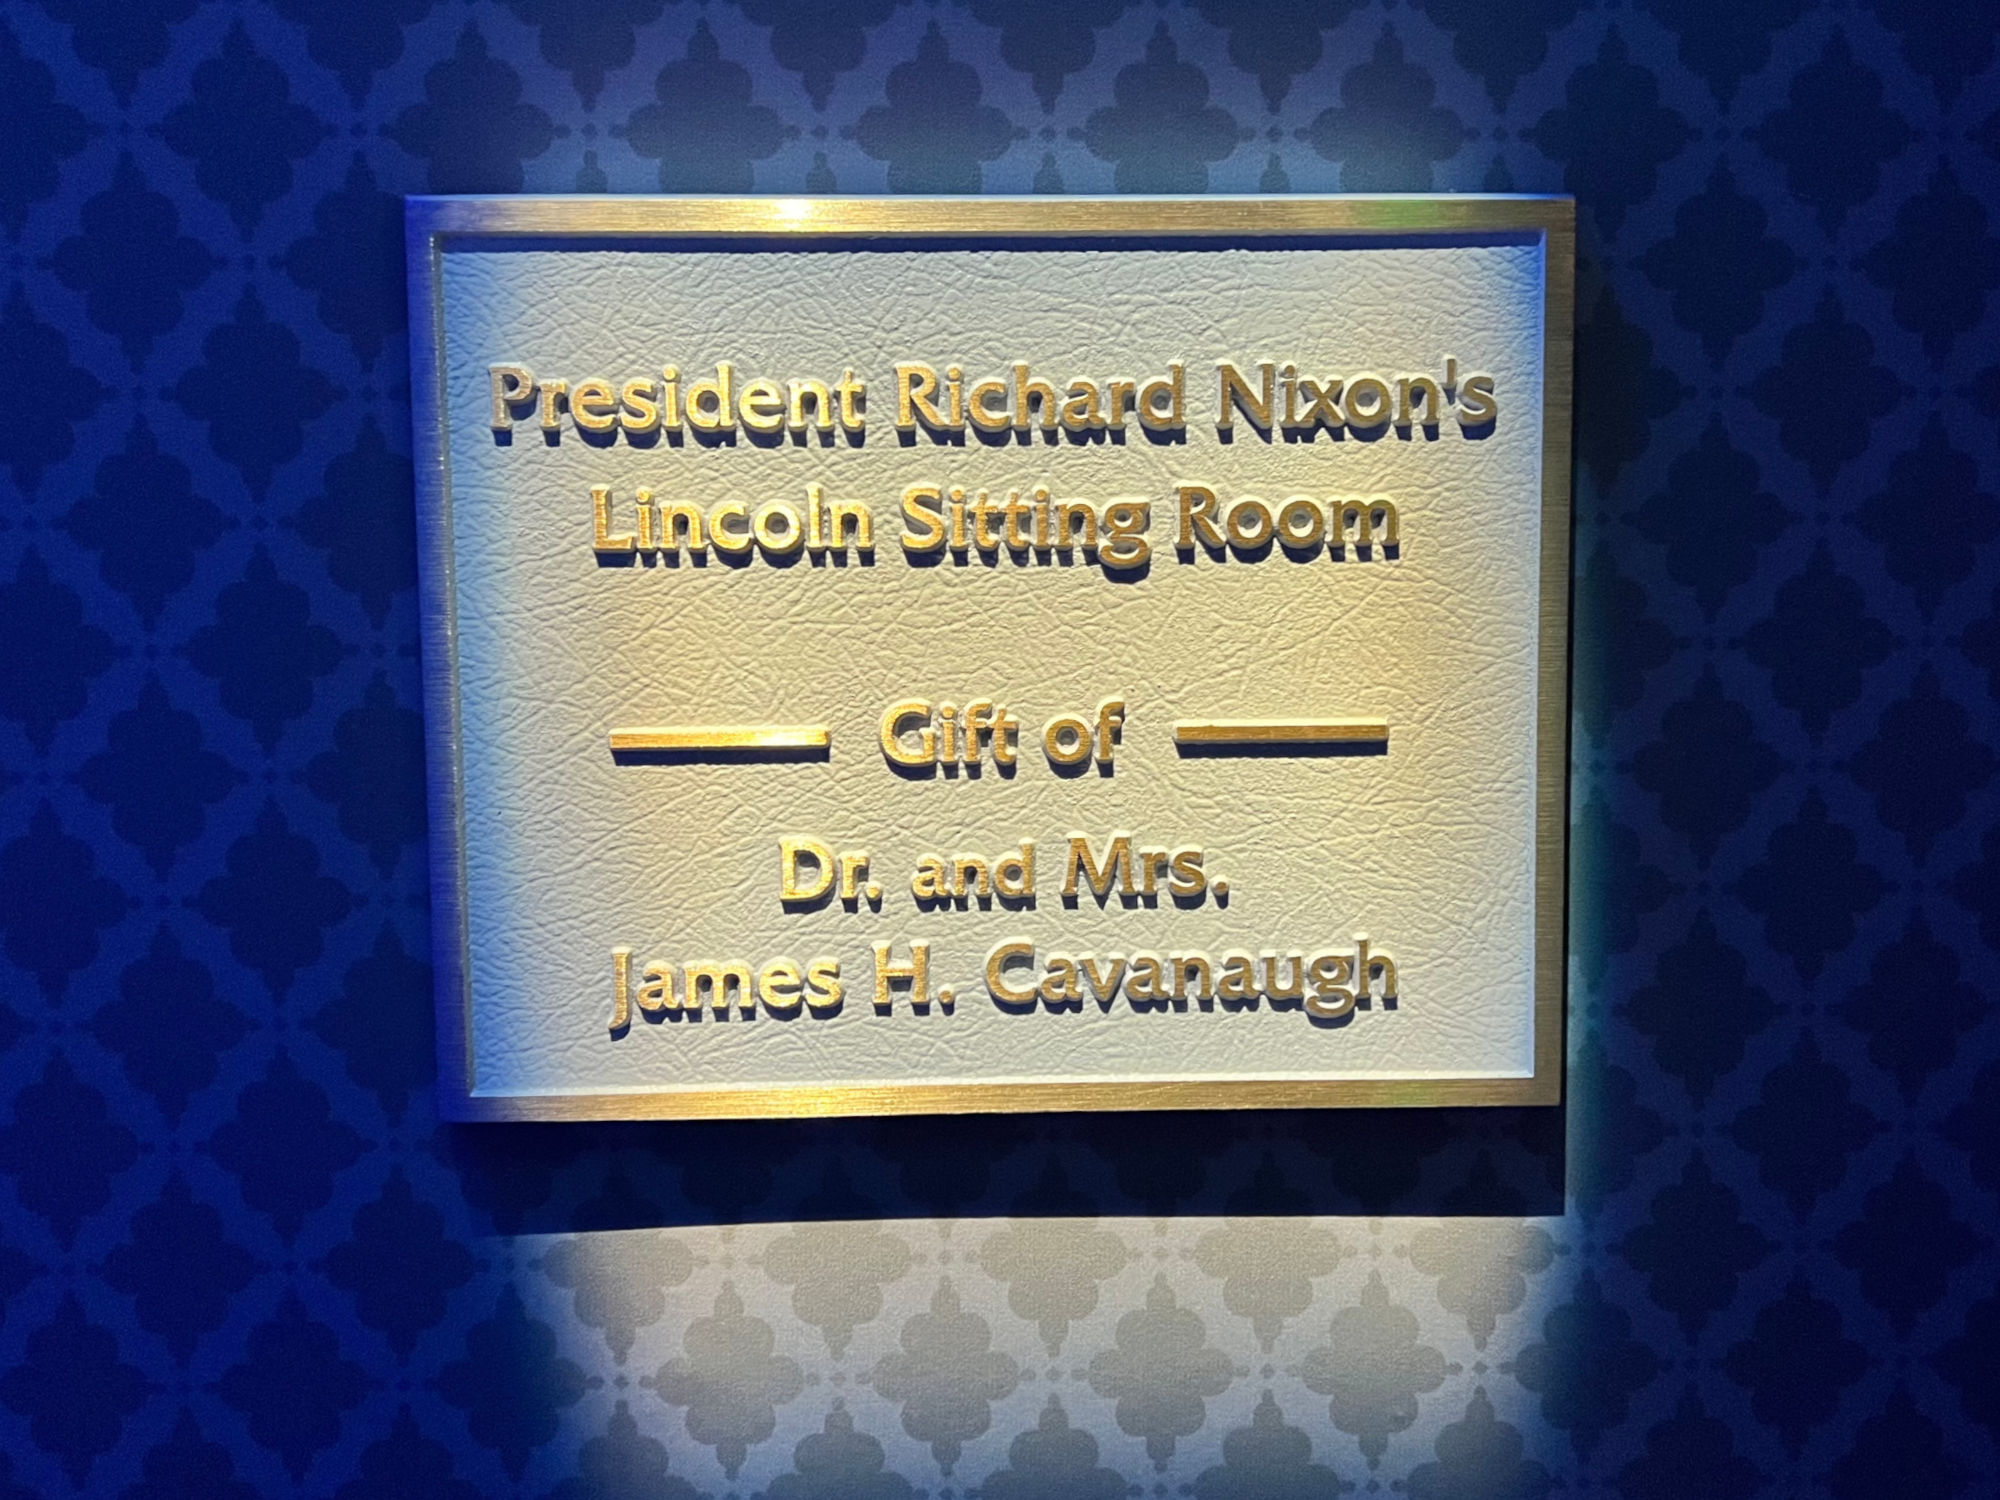 President Richard Nixon's
Lincoln Sitting Room
Gift of
Dr. and Mrs.
James H. Cavanaugh